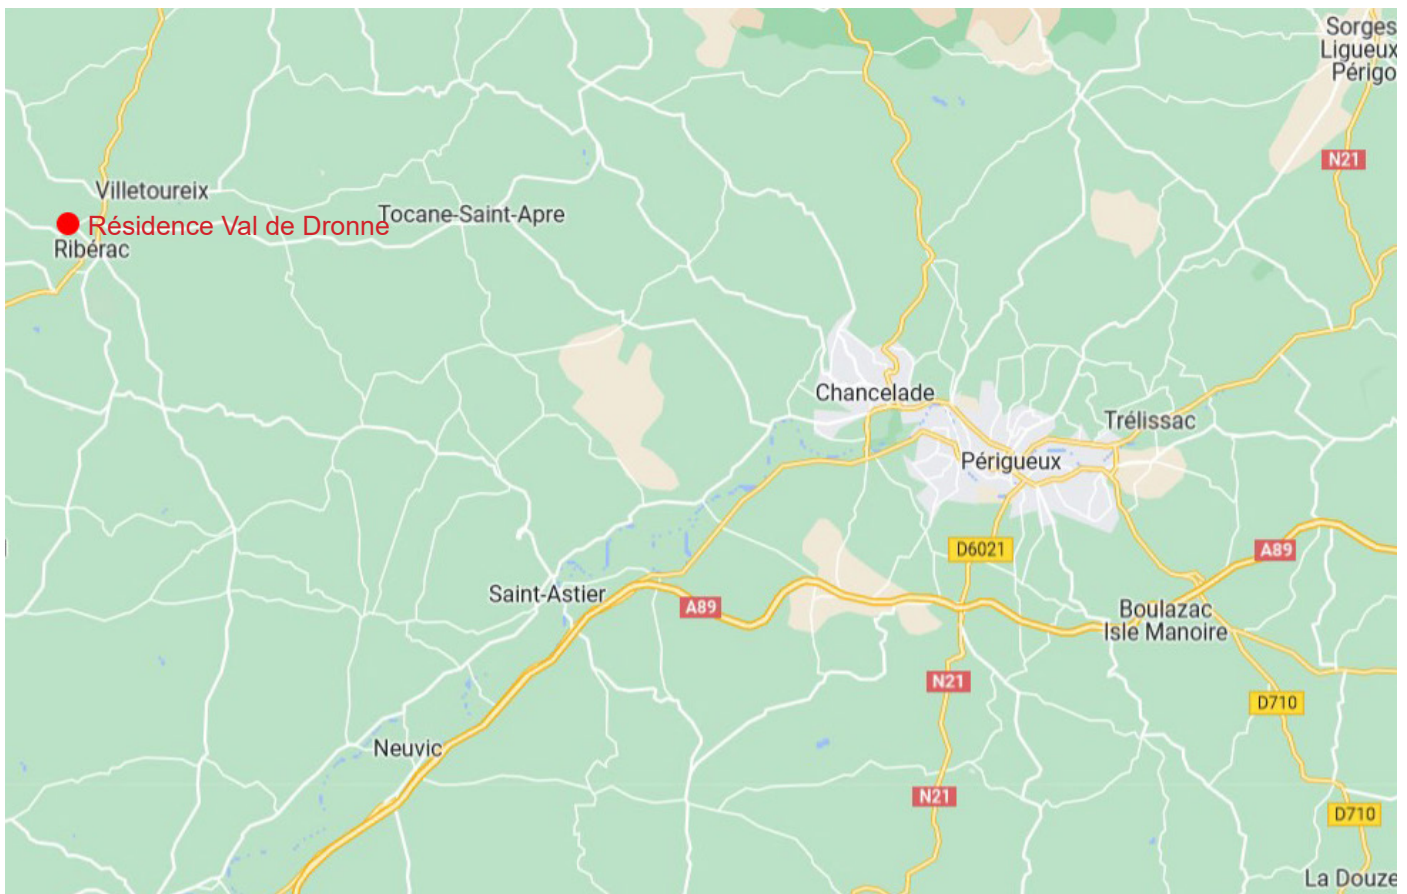 Sorges
Ligueux
Périgo
N21
Villetoureix
Résidence Val de Dronne
Tocane-Saint-Apre
Ribérac
Chancelade
Trélissac
Périgueux
D6021
A89
Saint-Astier
A89
Boulazac
Isle Manoire
N21
D710
Neuvic
N21
D710
La Douze